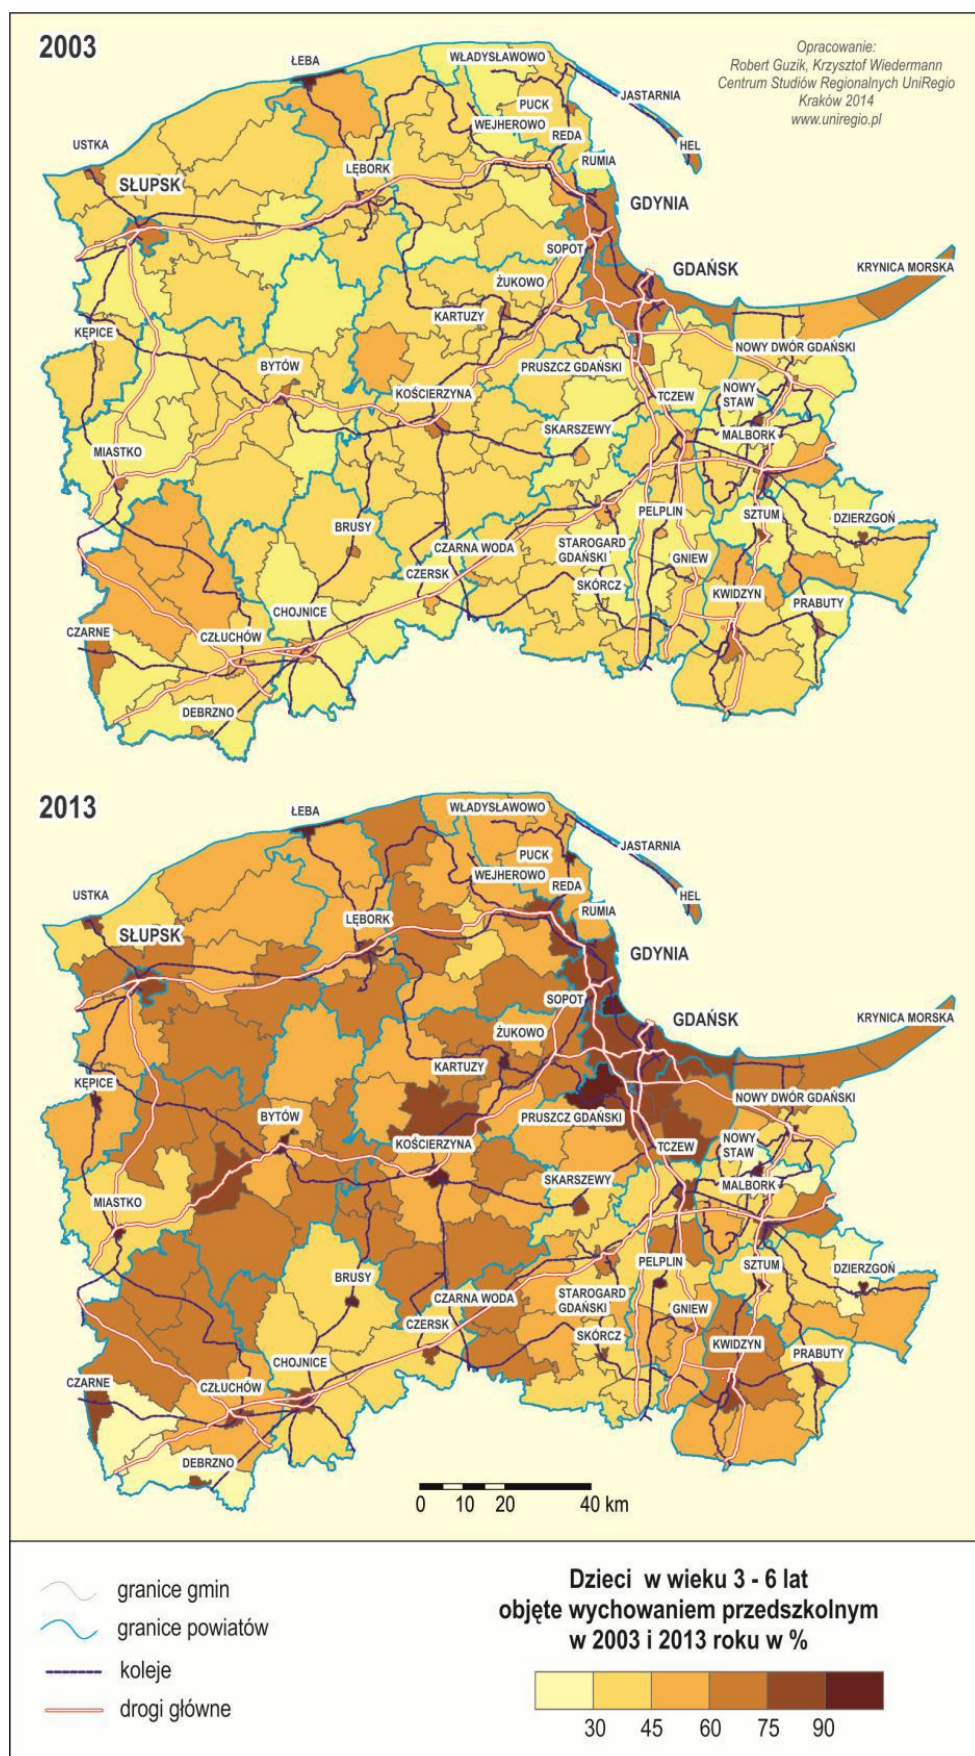 2003
Opracowanie:
Robert Guzik, Krzysztof Wiedermann
Centrum Studiów Regionalnych UniRegio
Kraków 2014
www.uniregio.pl
WŁADYSŁAWOWO
ŁEBA
JASTARNIA
PUCK
WEJHEROWO
REDA
USTKA
HEL
RUMIA
LĘBORK
SŁUPSK
GDYNIA
SOPOT
GDAŃSK
KRYNICA MORSKA
ŻUKOWO
KARTUZY
KĘPICE
NOWY DWÓR GDAŃSKI
BYTÓW
PRUSZCZ GDAŃSKI
KOŚCIERZYNA
TCZEW
NOWY
STAW
SKARSZEWY
MALBORK
MIASTKO
PELPLIN
SZTUM
DZIERZGOŃ
BRUSY
STAROGARD
GDAŃSKI
CZARNA WODA
GNIEW
CZERSK
SKÓRCZ
KWIDZYN
PRABUTY
CHOJNICE
CZARNE
CZŁUCHÓW
DEBRZNO
2013
WŁADYSŁAWOWO
ŁEBA
JASTARNIA
PUCK
WEJHEROWO
REDA
USTKA
HEL
RUMIA
LĘBORK
SŁUPSK
GDYNIA
SOPOT
GDAŃSK
KRYNICA MORSKA
ŻUKOWO
KARTUZY
KĘPICE
NOWY DWÓR GDAŃSKI
BYTÓW
PRUSZCZ GDAŃSKI
KOŚCIERZYNA
TCZEW
NOWY
STAW
SKARSZEWY
MALBORK
MIASTKO
PELPLIN
SZTUM
DZIERZGOŃ
BRUSY
STAROGARD
GDAŃSKI
CZARNA WODA
GNIEW
CZERSK
SKÓRCZ
KWIDZYN
PRABUTY
CHOJNICE
CZARNE
CZŁUCHÓW
DEBRZNO
0 10 20 40 km
granice gmin
granice powiatów
koleje
drogi główne
Dzieci w wieku 3 - 6 lat
objęte wychowaniem przedszkolnym
w 2003 i 2013 roku w %
30 45 60 75 90